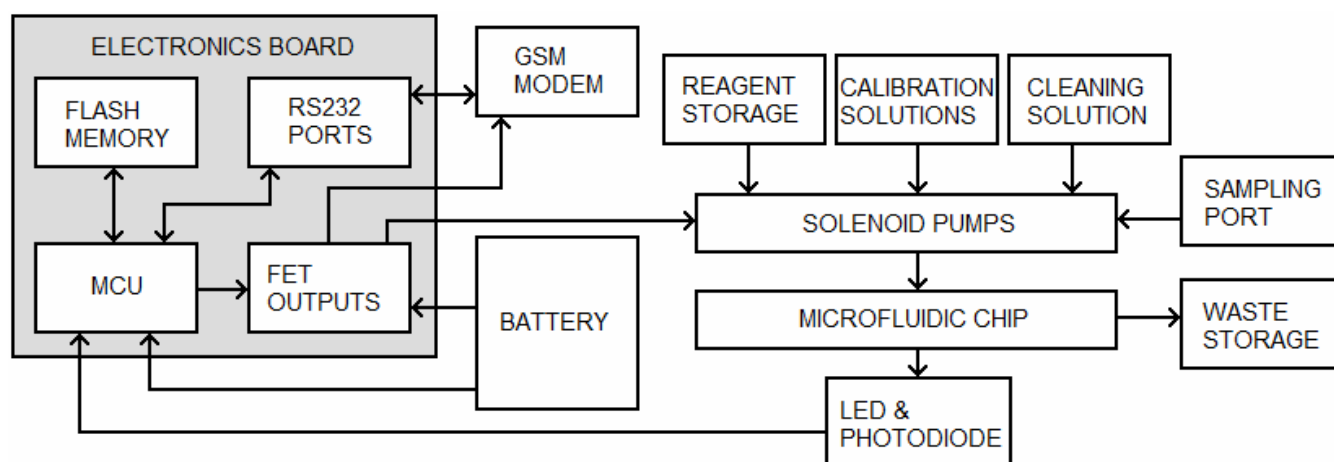 ELECTRONICS BOARD
FLASH
MEMORY
RS232
PORTS
GSM
MODEM
REAGENT
STORAGE
CALIBRATION
SOLUTIONS
CLEANING
SOLUTION
SAMPLING
PORT
SOLENOID PUMPS
MCU
FET
OUTPUTS
BATTERY
MICROFLUIDIC CHIP
WASTE
STORAGE
LED &
PHOTODIODE